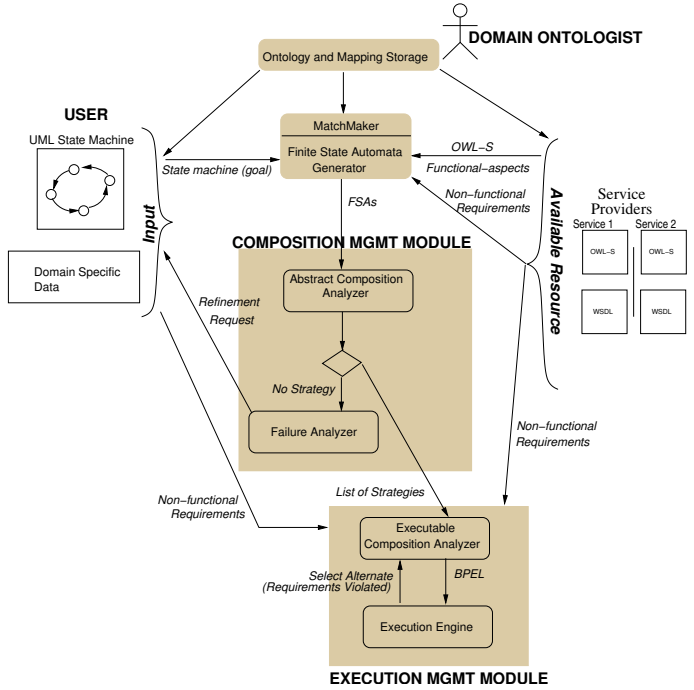 DOMAIN ONTOLOGIST
Ontology and Mapping Storage
USER
UML State Machine
MatchMaker
Finite State Automata
Generator
State machine (goal)
OWL−S
Functional−aspects
Non−functional
Requirements
FSAs
Input
Domain Specific
Data
Available Resource
Service
Providers
Service 1
Service 2
OWL−S
OWL−S
WSDL
WSDL
COMPOSITION MGMT MODULE
Abstract Composition
Analyzer
Refinement
Request
No Strategy
Failure Analyzer
Non−functional
Requirements
List of Strategies
Non−functional
Requirements
Executable
Composition Analyzer
Select Alternate
(Requirements Violated)
BPEL
Execution Engine
EXECUTION MGMT MODULE